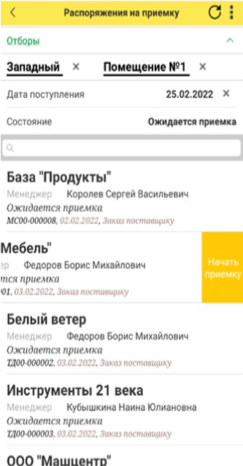 Распоряжения на приемку
Отборы
Западный × Помещение №1 ×
Дата поступления 25.02.2022 ×
Состояние Ожидается приемка
База "Продукты"
Менеджер Королев Сергей Васильевич
Ожидается приемка
МС00-000008, 02.02.2022, Заказ поставщику
Мебель"
ер Федоров Борис Михайлович
тся приемка
01, 03.02.2022, Заказ поставщику
Начать
приемку
Белый ветер
Менеджер Федоров Борис Михайлович
Ожидается приемка
ТД00-000002, 03.02.2022, Заказ поставщику
Инструменты 21 века
Менеджер Кубышкина Наина Юлиановна
Ожидается приемка
ТД00-000003, 03.02.2022, Заказ поставщику
ООО "Машцентр"